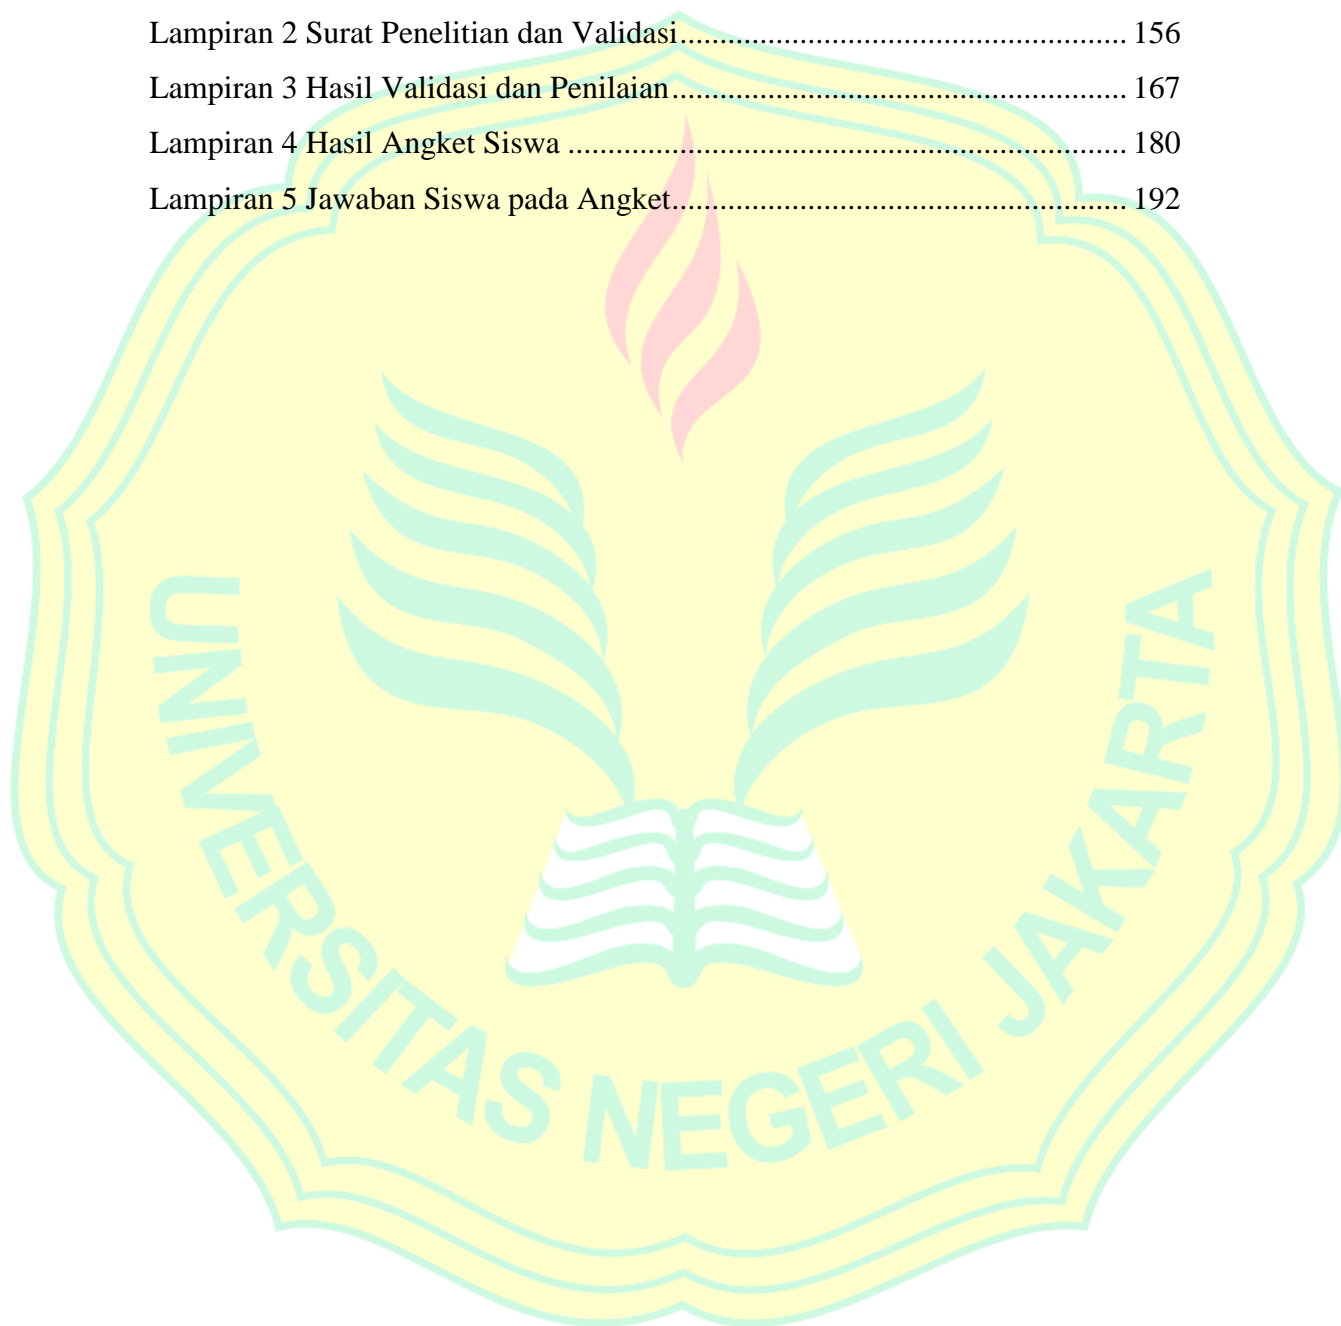 Lampiran 2 Surat Penelitian dan Validasi........................................................ 156
Lampiran 3 Hasil Validasi dan Penilaian......................................................... 167
Lampiran 4 Hasil Angket Siswa ...................................................................... 180
Lampiran 5 Jawaban Siswa pada Angket......................................................... 192
UNIVERSITAS NEGERI JAKARTA